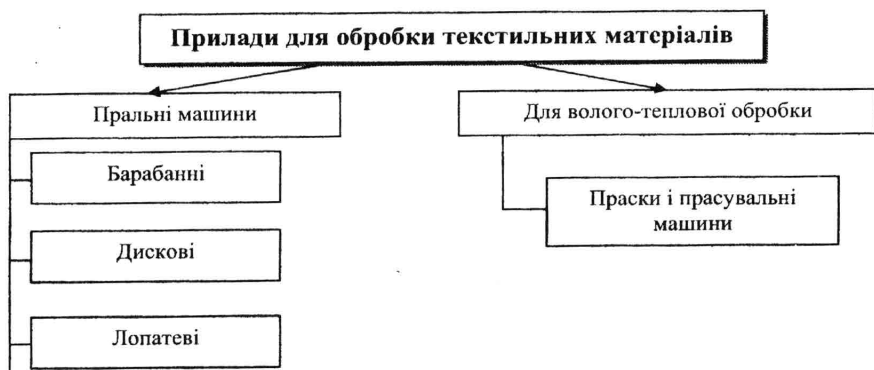 Прилади для обробки текстильних матеріалів
Пральні машини
Для волого-теплової обробки
Барабанні
Праски і прасувальні
машини
Дискові
Лопатеві